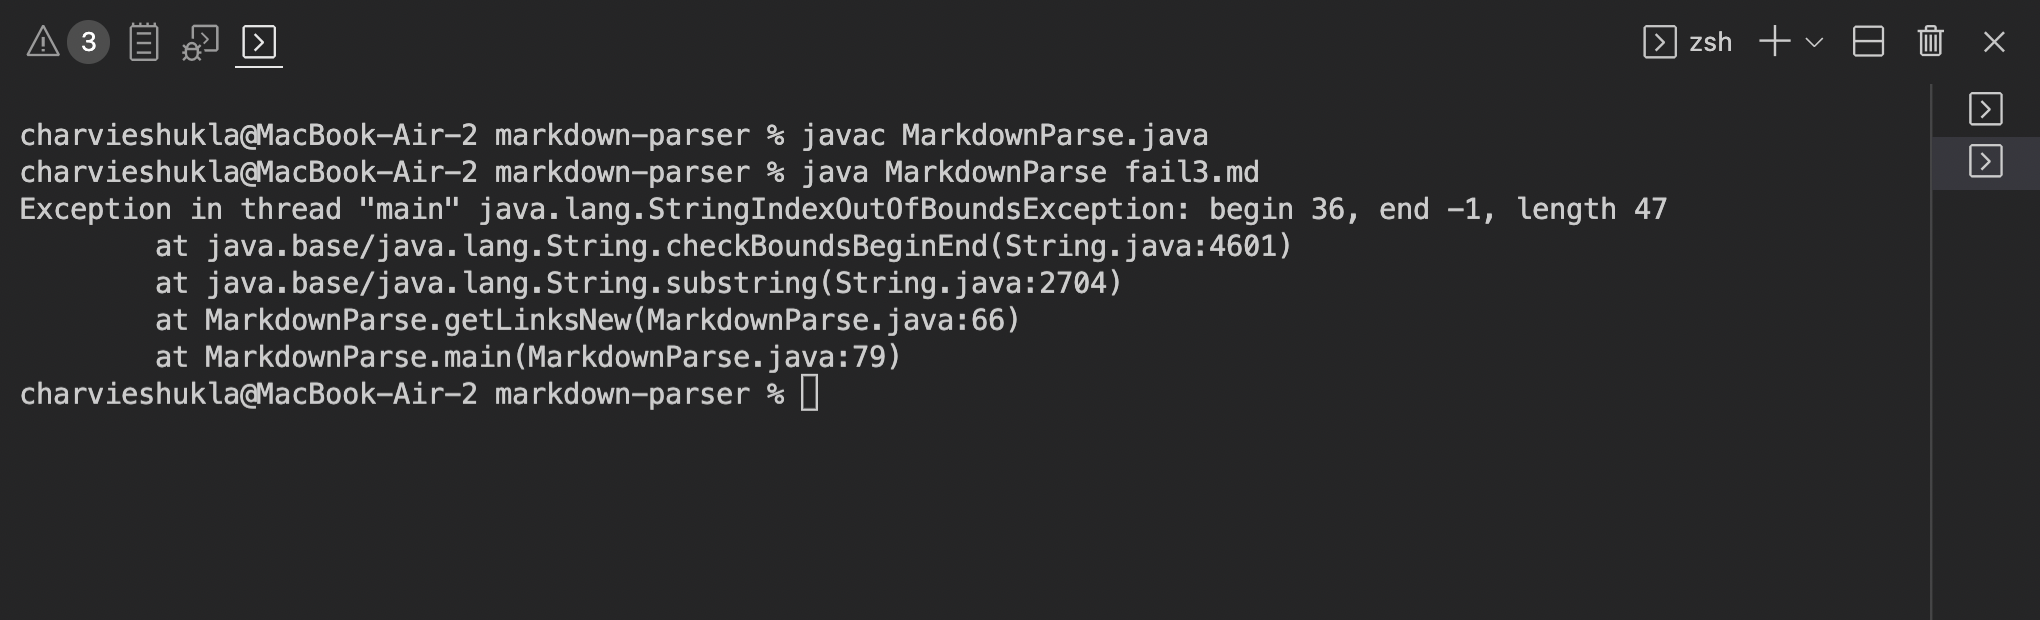 3
zsh
charvieshukla@MacBook-Air-2 markdown-parser % javac MarkdownParse.java
charvieshukla@MacBook-Air-2 markdown-parser % java MarkdownParse fail3.md
Exception in thread "main" java.lang.StringIndexOutOfBoundsException: begin 36, end -1, length 47
        at java.base/java.lang.String.checkBoundsBeginEnd(String.java:4601)
        at java.base/java.lang.String.substring(String.java:2704)
        at MarkdownParse.getLinksNew(MarkdownParse.java:66)
        at MarkdownParse.main(MarkdownParse.java:79)
charvieshukla@MacBook-Air-2 markdown-parser %